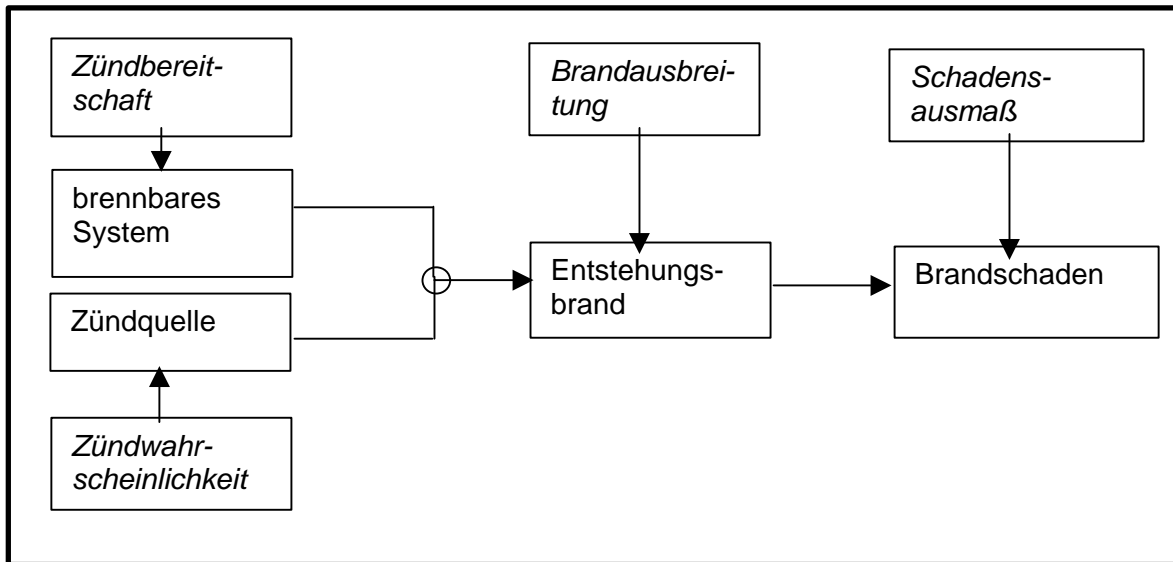 Zündbereit-
schaft
Brandausbrei-
tung
Schadens-
ausmaß
brennbares
System
Entstehungs-
brand
Brandschaden
Zündquelle
Zündwahr-
scheinlichkeit